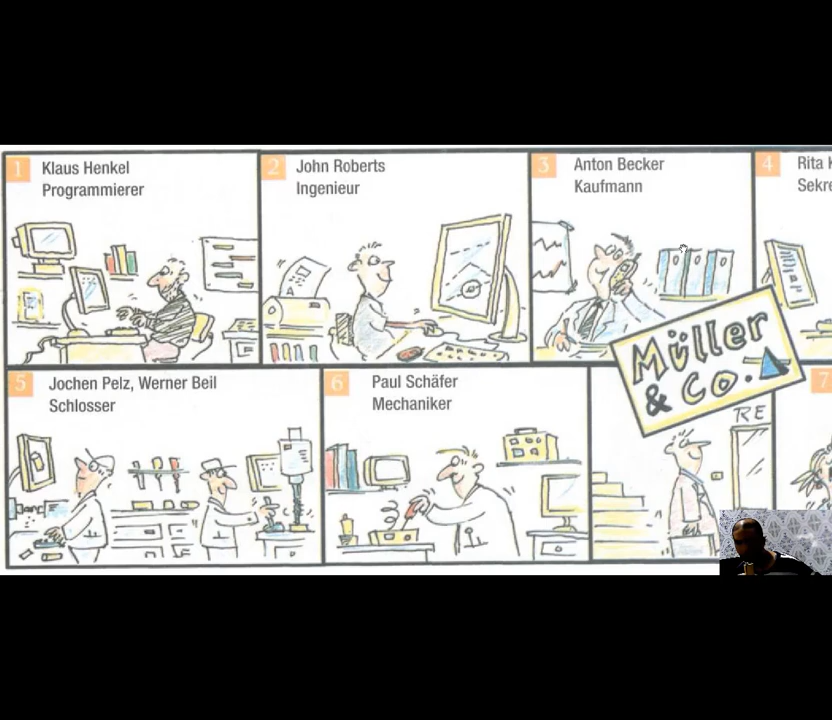 1 Klaus Henkel
Programmierer
2 John Roberts
Ingenieur
3 Anton Becker
Kaufmann
4 Rita
Müller
& Co.
5 Jochen Pelz, Werner Beil
Schlosser
6 Paul Schäfer
Mechaniker
RE
7
A